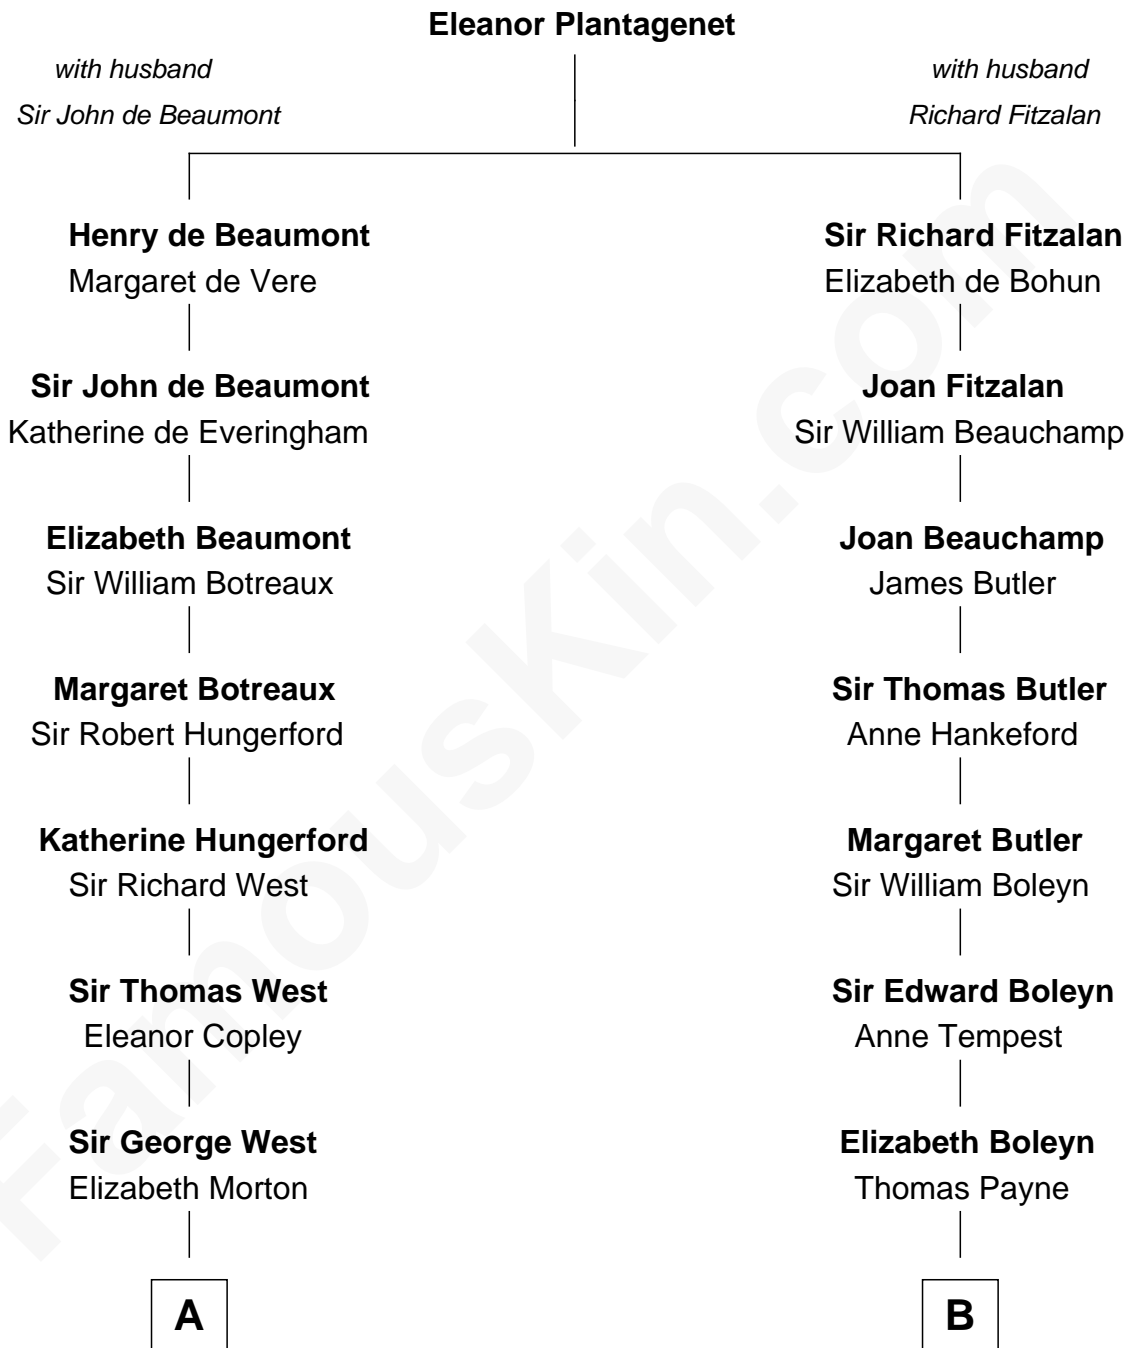 Eleanor Plantagenet
with husband
Sir John de Beaumont
with husband
Richard Fitzalan
Henry de Beaumont
Margaret de Vere
Sir Richard Fitzalan
Elizabeth de Bohun
Sir John de Beaumont
Katherine de Everingham
Joan Fitzalan
Sir William Beauchamp
Elizabeth Beaumont
Sir William Botreaux
Joan Beauchamp
James Butler
Margaret Botreaux
Sir Robert Hungerford
Sir Thomas Butler
Anne Hankeford
Katherine Hungerford
Sir Richard West
Margaret Butler
Sir William Boleyn
Sir Thomas West
Eleanor Copley
Sir Edward Boleyn
Anne Tempest
Sir George West
Elizabeth Morton
Elizabeth Boleyn
Thomas Payne
A
B
FamousKin.com